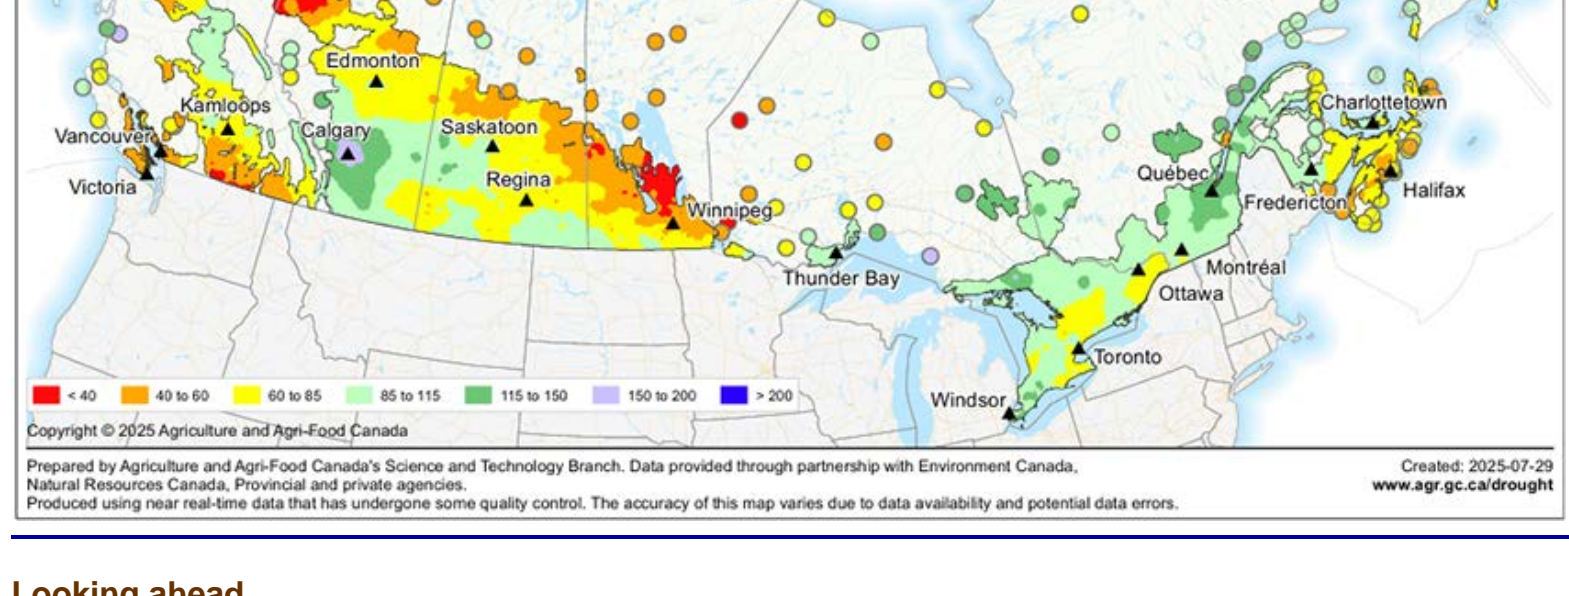 Edmonton
Kamloops
Charlottetown
Vancouver
Calgary
Saskatoon
Québec
Victoria
Regina
Halifax
Fredericton
Winnipeg
Thunder Bay
Montréal
Ottawa
Toronto
Windsor
< 40 40 to 60 60 to 85 85 to 115 115 to 150 150 to 200 > 200
Copyright © 2025 Agriculture and Agri-Food Canada
Prepared by Agriculture and Agri-Food Canada's Science and Technology Branch. Data provided through partnership with Environment Canada,
Natural Resources Canada, Provincial and private agencies.
Produced using near real-time data that has undergone some quality control. The accuracy of this map varies due to data availability and potential data errors.
Created: 2025-07-29
www.agr.gc.ca/drought
Looking ahead